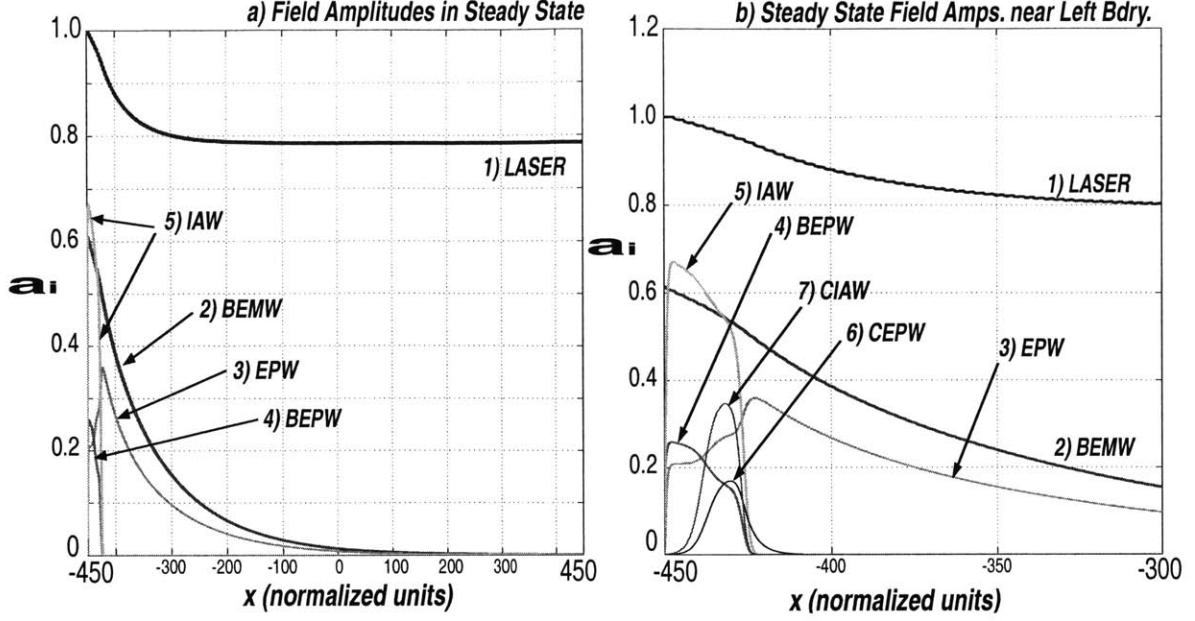 a) Field Amplitudes in Steady State
1.0
0.8
0.6
0.4
0.2
0
ai
1) LASER
5) IAW
2) BEMW
3) EPW
4) BEPW
-450 -300 -200 -100 0 100 200 300 450
x (normalized units)
b) Steady State Field Amps. near Left Bdry.
1.2
1.0
0.8
0.6
0.4
0.2
0
ai
1) LASER
5) IAW
4) BEPW
7) CIAW
6) CEPW
3) EPW
2) BEMW
-450 -400 -350 -300
x (normalized units)